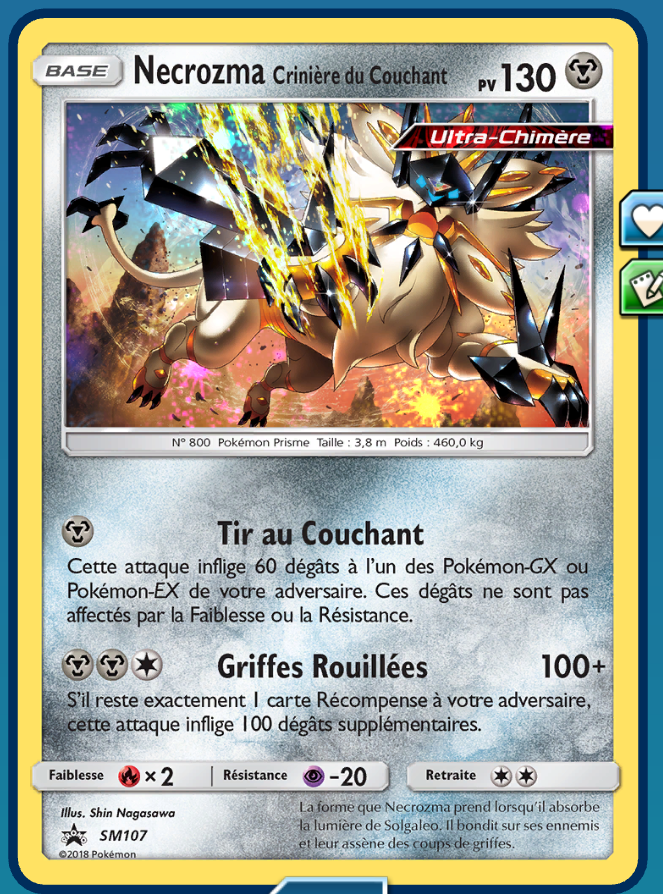 BASE Necrozma Crinière du Couchant PV 130
Ultra-Chimère
N° 800 Pokémon Prisme Taille : 3,8 m Poids : 460,0 kg
Tir au Couchant
Cette attaque inflige 60 dégâts à l'un des Pokémon-GX ou
Pokémon-EX de votre adversaire. Ces dégâts ne sont pas
affectés par la Faiblesse ou la Résistance.
Griffes Rouillées 100+
S'il reste exactement 1 carte Récompense à votre adversaire,
cette attaque inflige 100 dégâts supplémentaires.
Faiblesse ×2 Résistance -20 Retraite
Illus. Shin Nagasawa
SM107
©2018 Pokémon
La forme que Necrozma prend lorsqu'il absorbe
la lumière de Solgaleo. Il bondit sur ses ennemis
et leur assène des coups de griffes.